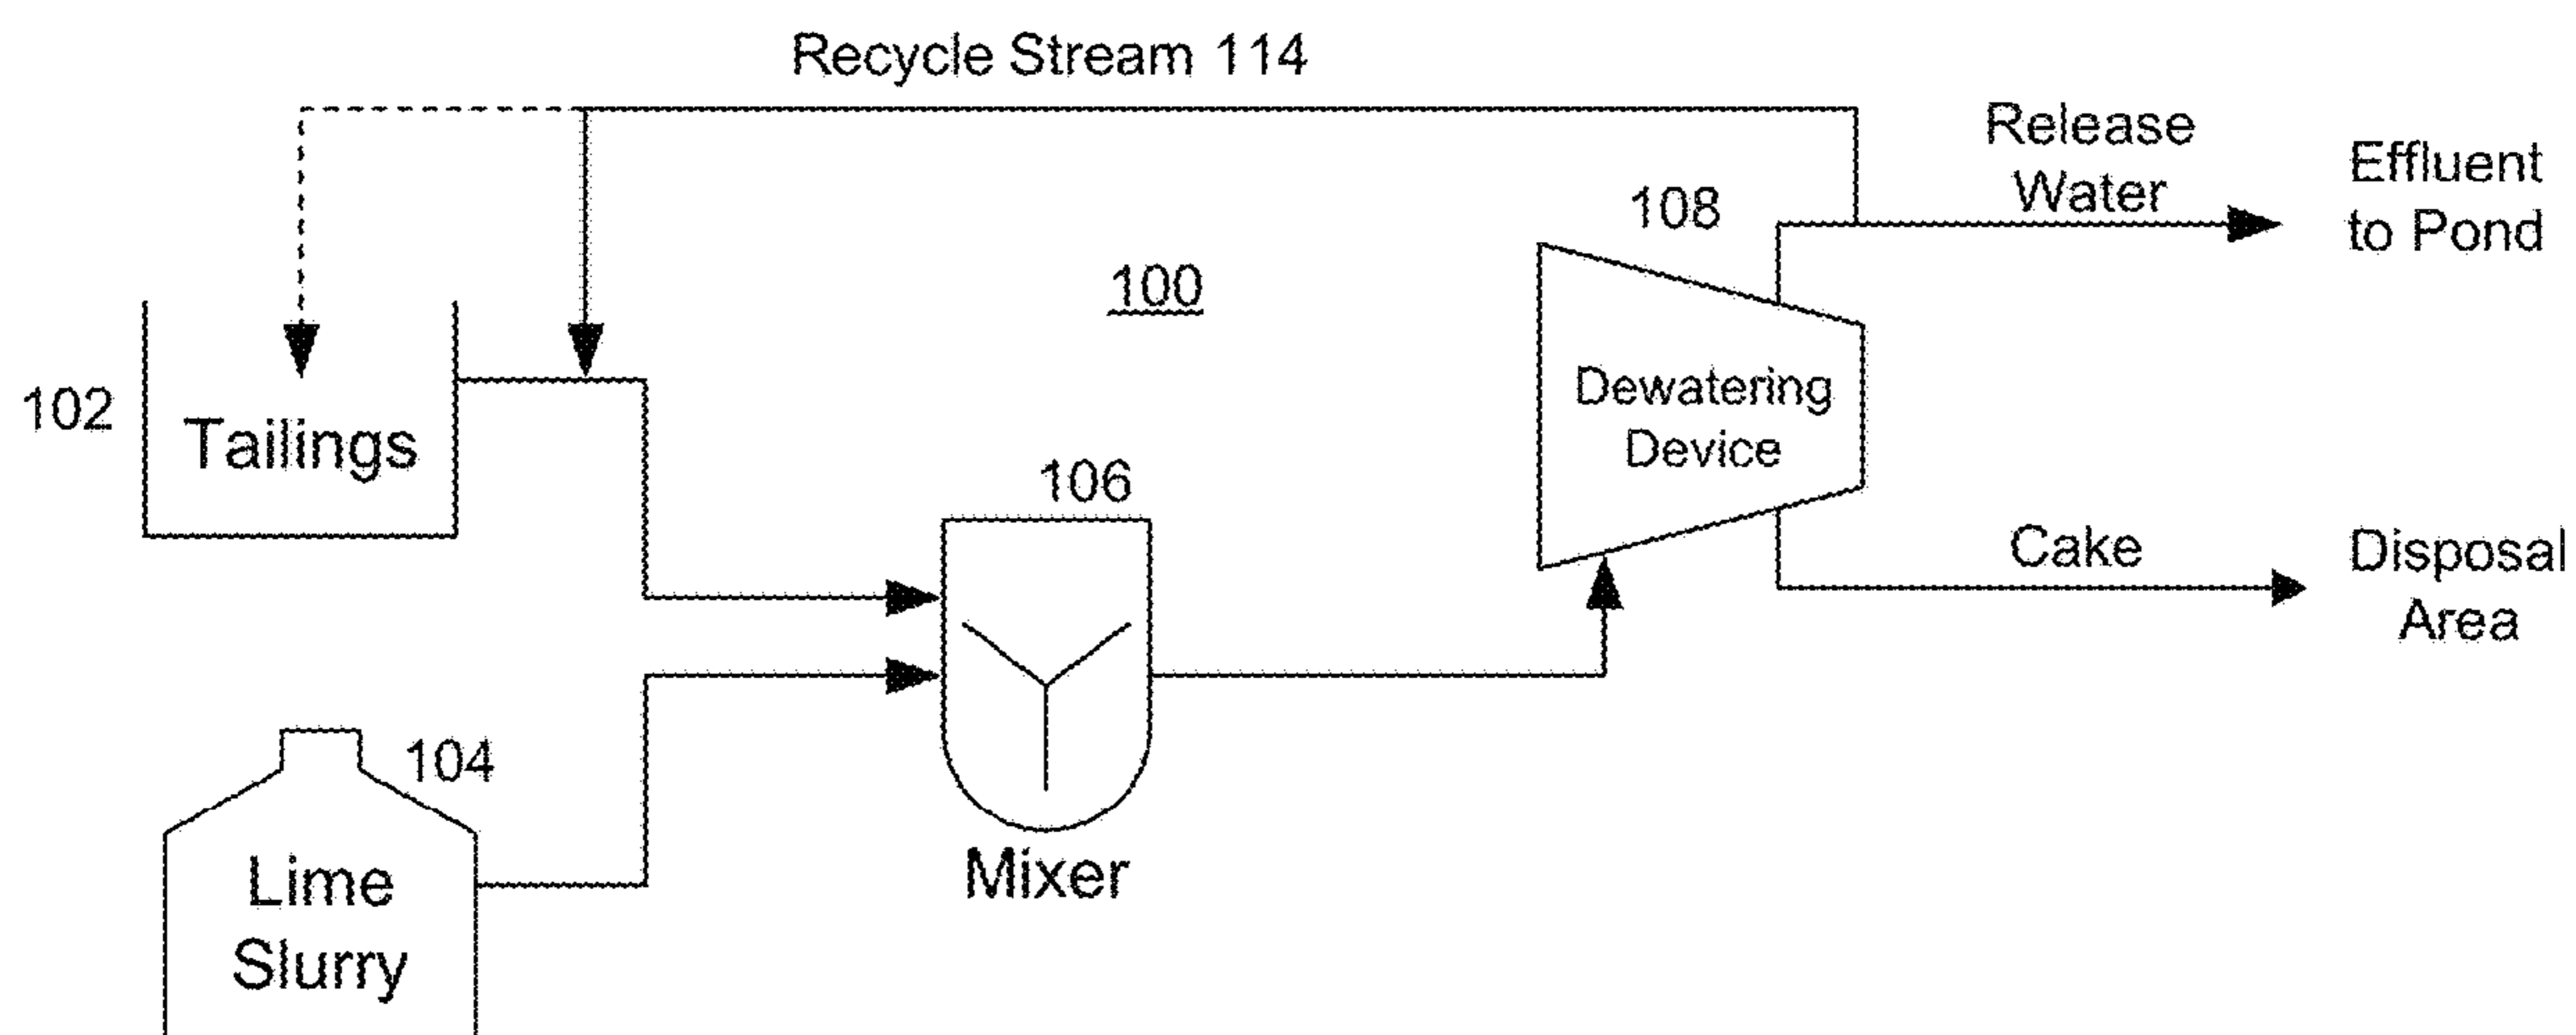 Recycle Stream 114
Release
Water
Effluent
to Pond
108
100
102
Tailings
Dewatering
Device
106
Cake
Disposal
Area
104
Lime
Slurry
Mixer